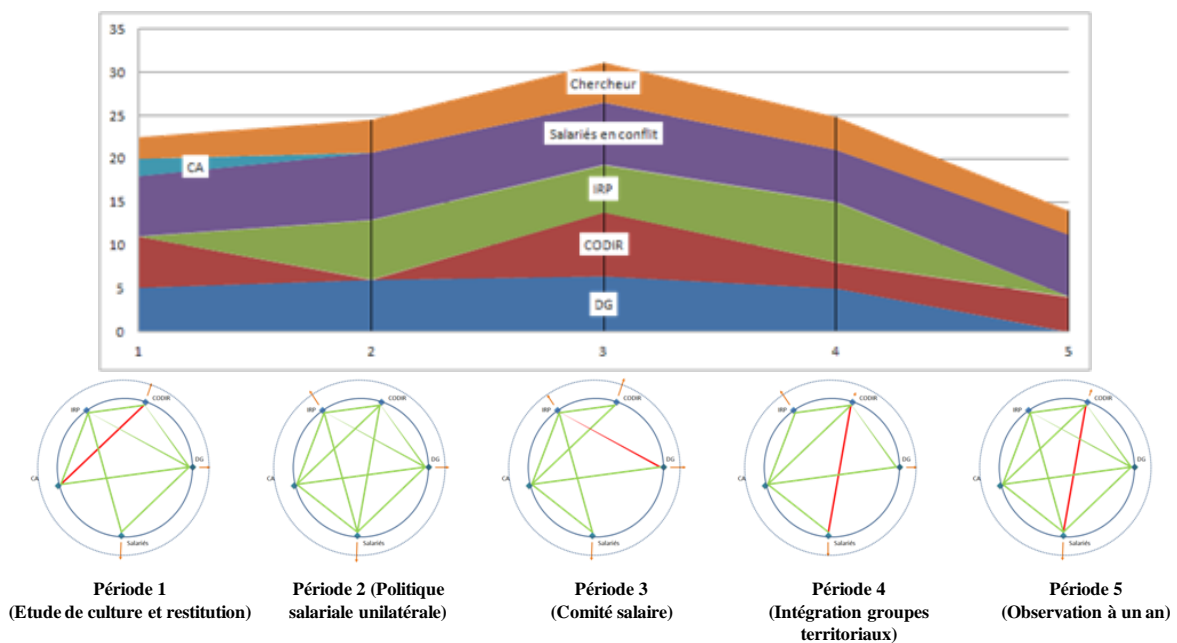 35
30
25
20
15
10
5
0
Chercheur
Salariés en conflit
CA
IRP
CODIR
DG
1 2 3 4 5
CODIR
IRP
DG
CA
Salariés
CODIR
IRP
DG
CA
Salariés
CODIR
IRP
DG
CA
Salariés
CODIR
IRP
DG
CA
Salariés
CODIR
IRP
DG
CA
Salariés
Période 1
(Etude de culture et restitution)
Période 2 (Politique
salariale unilatérale)
Période 3
(Comité salaire)
Période 4
(Intégration groupes
territoriaux)
Période 5
(Observation à un an)